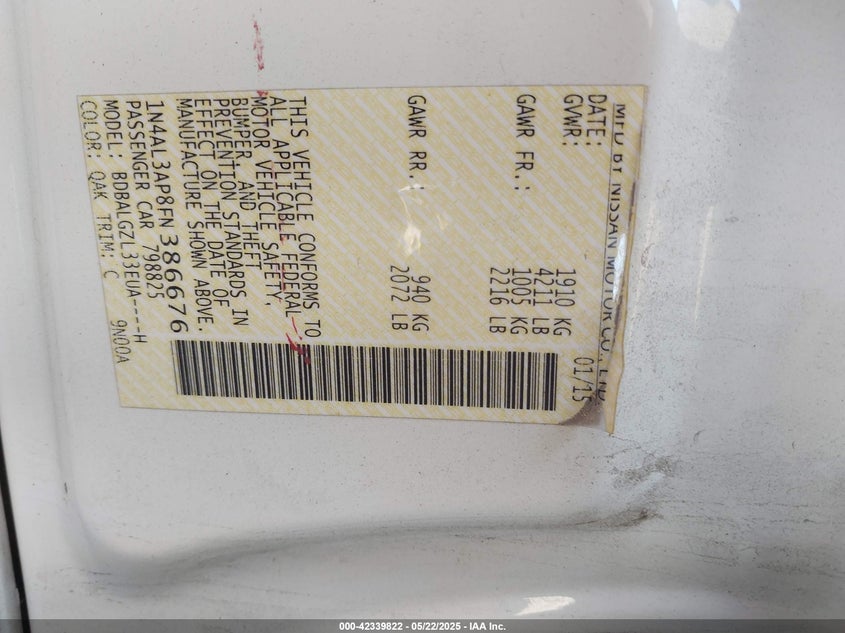 MFD BY NISSAN MOTOR CO., LTD.
DATE: 01/15
GVWR: 1910 KG
4211 LB
GAWR FR.: 1005 KG
2216 LB
GAWR RR.: 940 KG
2072 LB
THIS VEHICLE CONFORMS TO
ALL APPLICABLE FEDERAL
MOTOR VEHICLE SAFETY,
BUMPER, AND THEFT
PREVENTION STANDARDS IN
EFFECT ON THE DATE OF
MANUFACTURE SHOWN ABOVE.
1N4AL3AP8FN386676
PASSENGER CAR 798825
MODEL: BDBALGZL33EUA----H
COLOR: QAK TRIM: C 9N00A
000-42339822 - 05/22/2025 - IAA Inc.